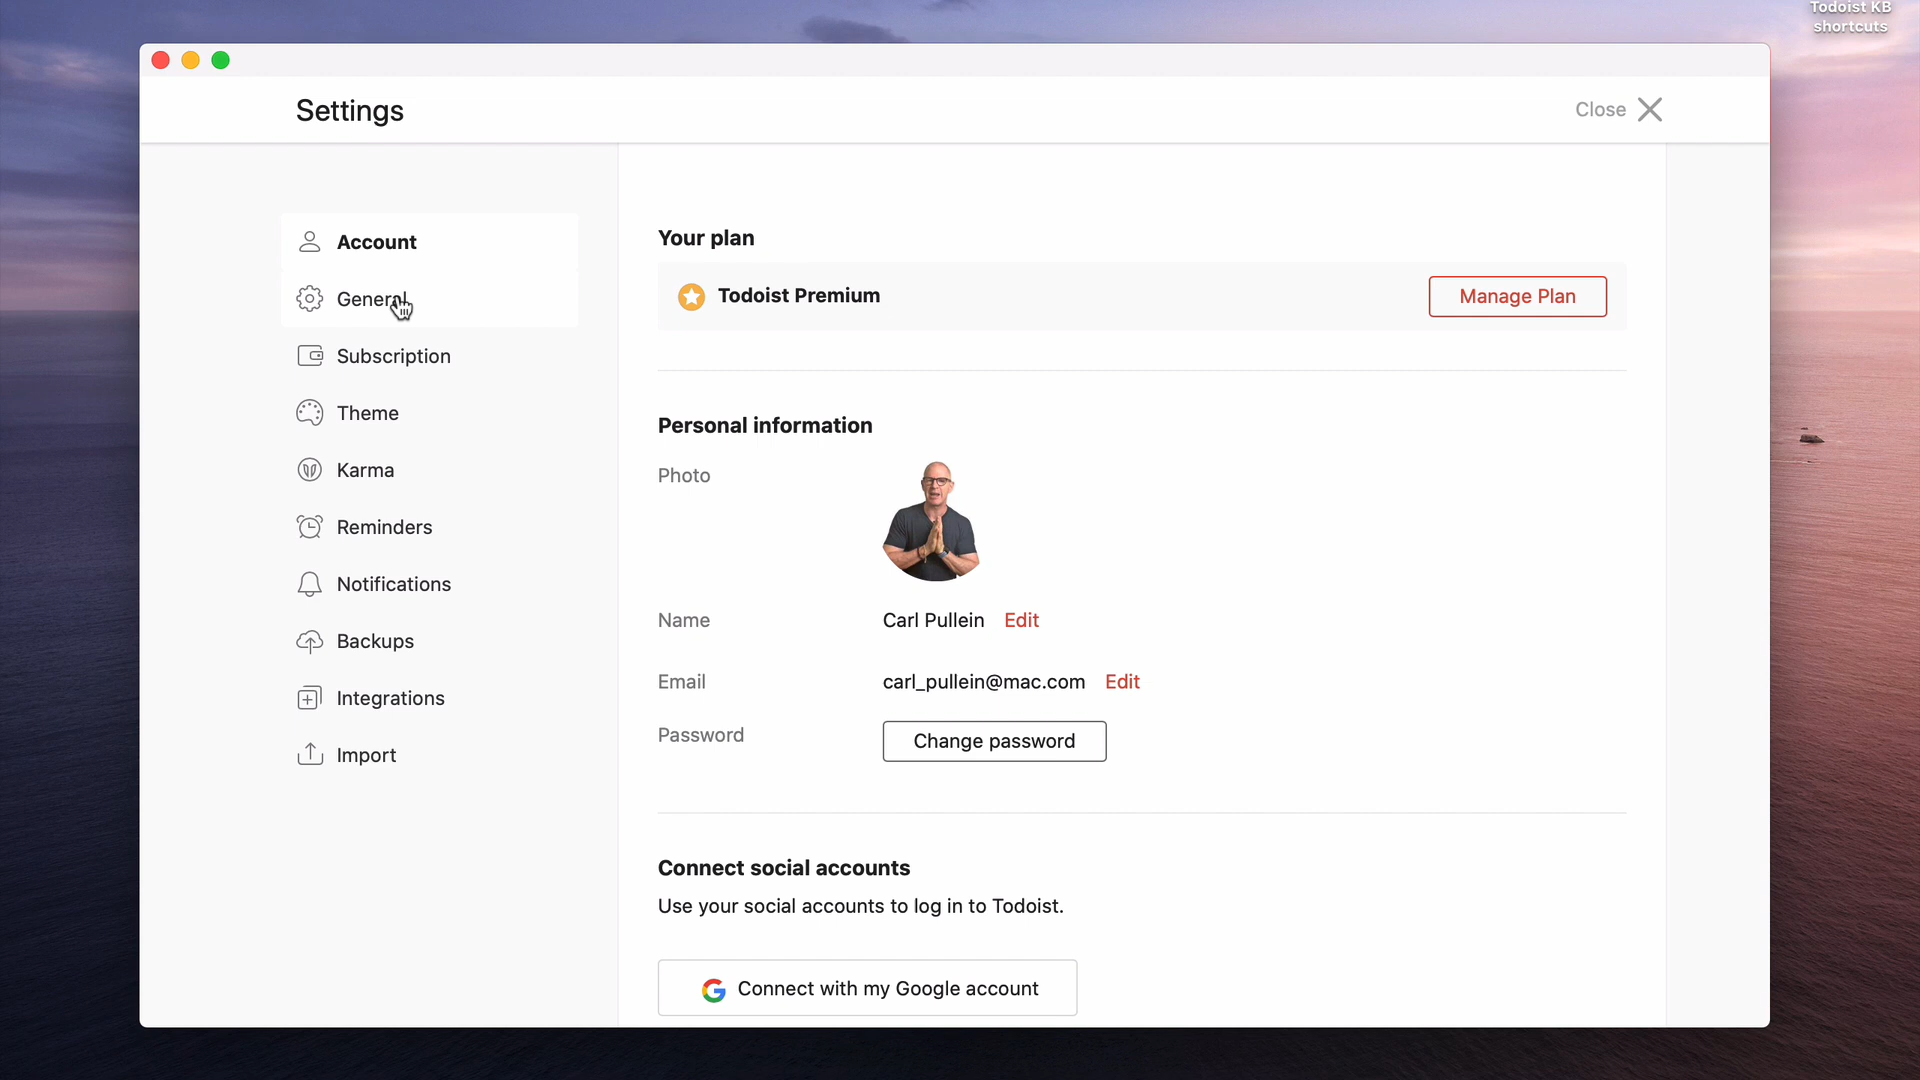 Todoist KB
shortcuts
Settings
Close
Account
General
Subscription
Theme
Karma
Reminders
Notifications
Backups
Integrations
Import
Your plan
Todoist Premium
Manage Plan
Personal information
Photo
Name
Carl Pullein Edit
Email
carl_pullein@mac.com Edit
Password
Change password
Connect social accounts
Use your social accounts to log in to Todoist.
Connect with my Google account